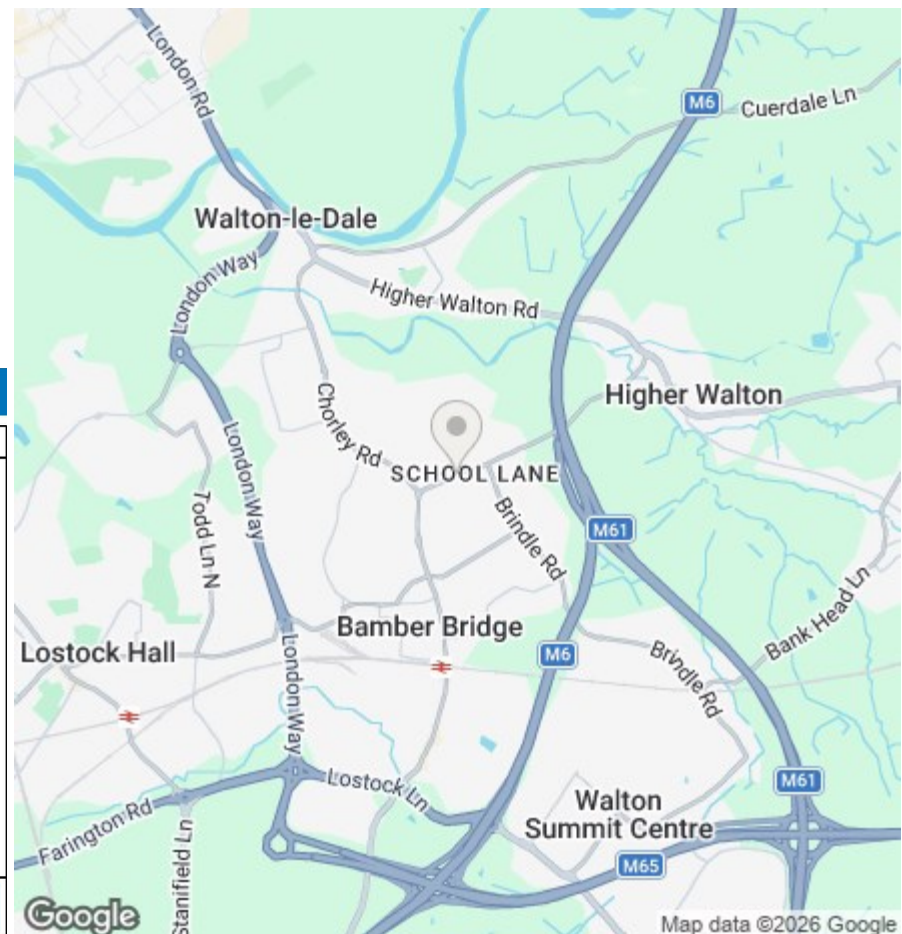 London Rd
M6
Cuerdale Ln
Walton-le-Dale
London Way
Higher Walton Rd
Chorley Rd
Higher Walton
London Way
SCHOOL LANE
Todd Ln N
Brindle Rd
M61
Bamber Bridge
Lostock Hall
London Way
M6
Brindle Rd
Bank Head Ln
M61
Lostock Ln
Walton
Summit Centre
Farington Rd
Stanifield Ln
M65
Google
Map data ©2026 Google